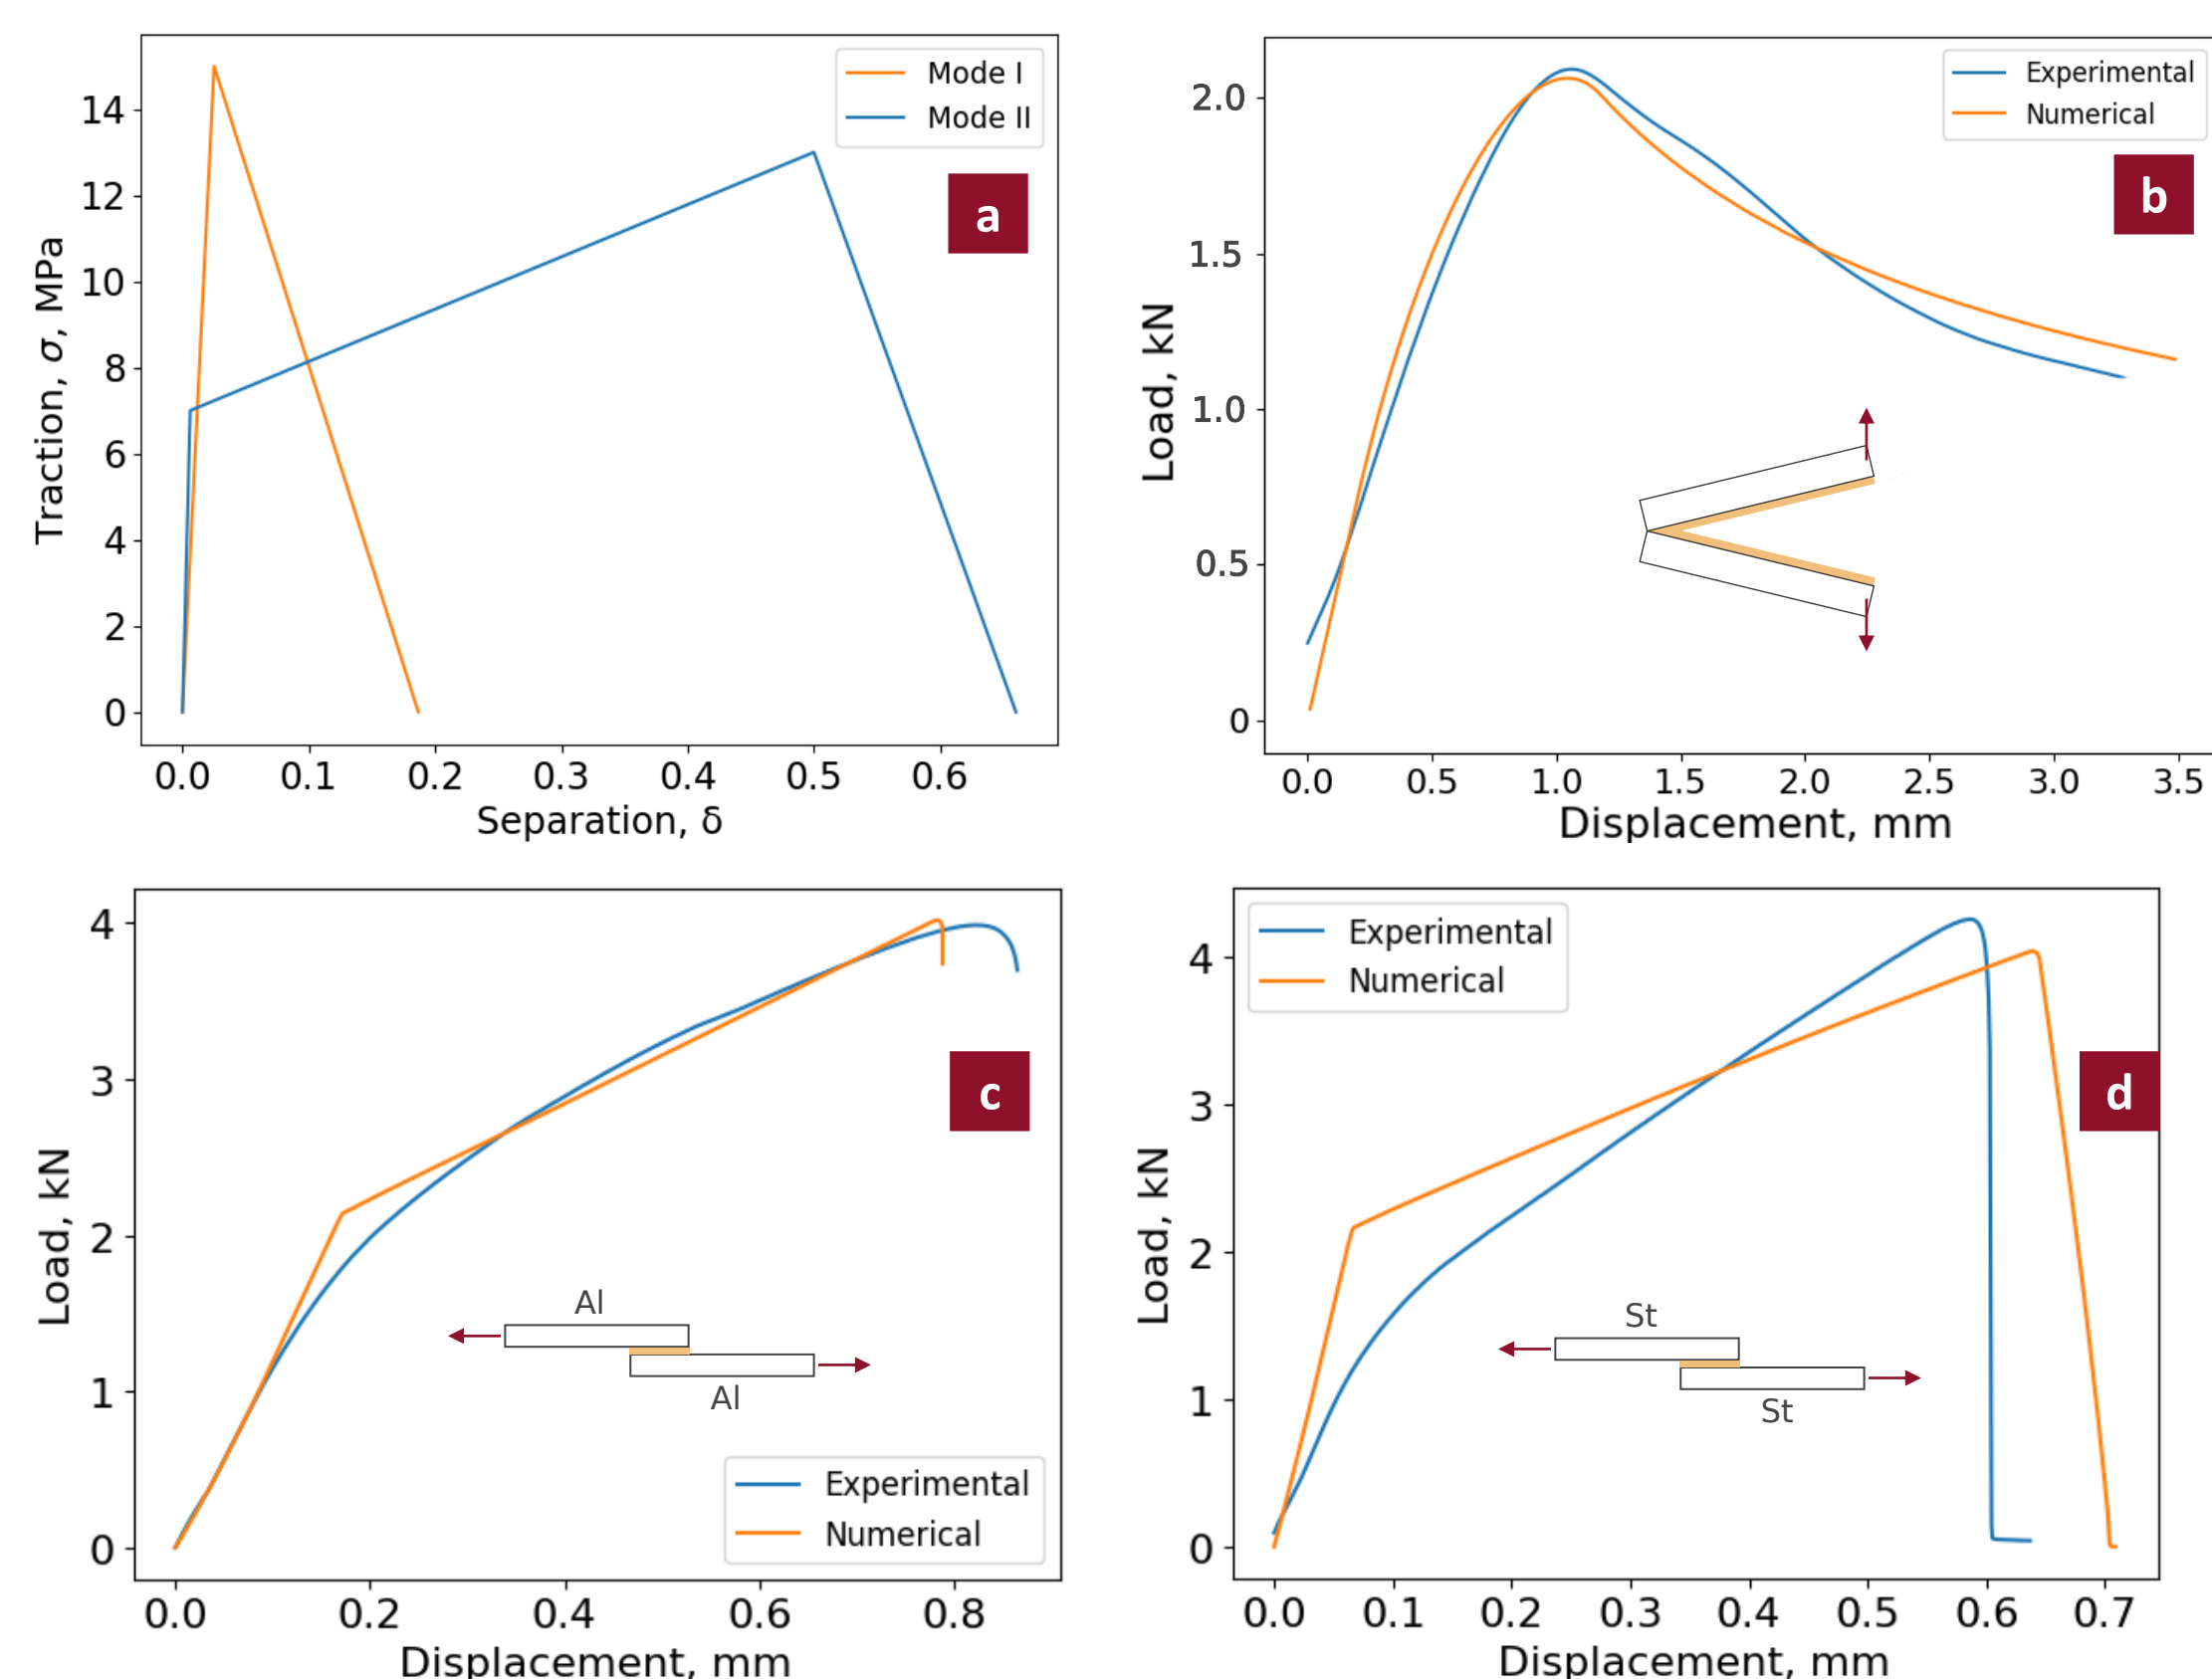 Mode I
Mode II
a
14
12
10
8
6
4
2
0
Traction, σ, MPa
0.0 0.1 0.2 0.3 0.4 0.5 0.6
Separation, δ
Experimental
Numerical
b
2.0
1.5
1.0
0.5
0
Load, kN
0.0 0.5 1.0 1.5 2.0 2.5 3.0 3.5
Displacement, mm
4
3
2
1
0
Load, kN
c
Al
Al
Experimental
Numerical
0.0 0.2 0.4 0.6 0.8
Displacement, mm
Experimental
Numerical
d
4
3
2
1
0
Load, kN
St
St
0.0 0.1 0.2 0.3 0.4 0.5 0.6 0.7
Displacement, mm